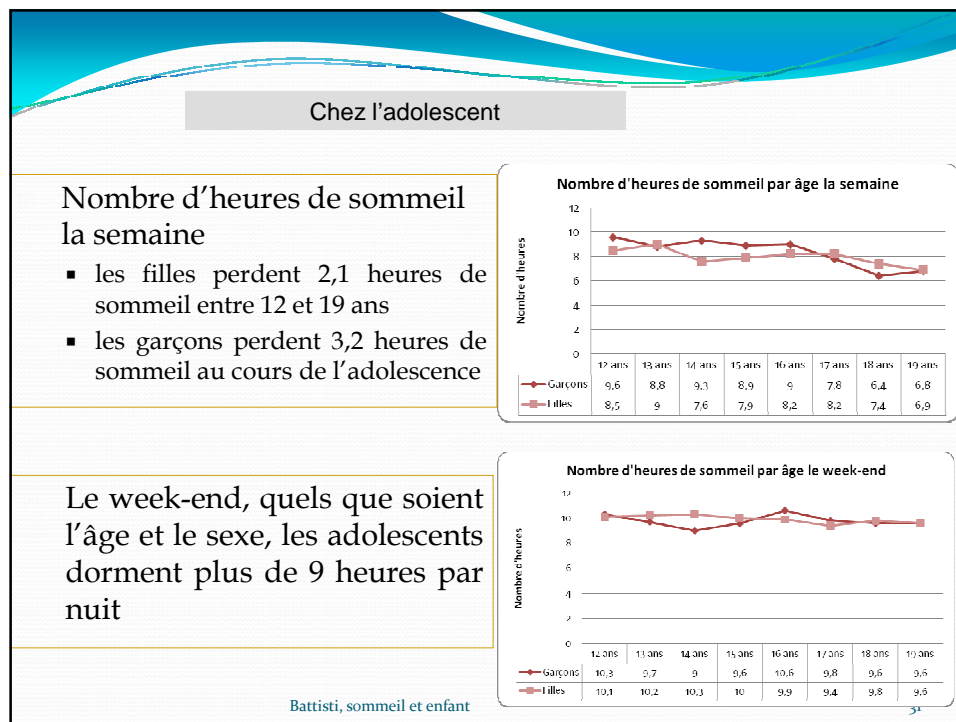 Chez l’adolescent
Nombre d’heures de sommeil
la semaine
▪ les filles perdent 2,1 heures de
sommeil entre 12 et 19 ans
▪ les garçons perdent 3,2 heures de
sommeil au cours de l’adolescence
Nombre d'heures de sommeil par âge la semaine
Nombre d'heures
12
10
8
6
4
2
0
12 ans 13 ans 14 ans 15 ans 16 ans 17 ans 18 ans 19 ans
Garçons 9,6 8,8 9,3 8,9 9 7,8 6,4 6,8
Filles 8,5 9 7,6 7,9 8,2 8,2 7,4 6,9
Le week-end, quels que soient
l’âge et le sexe, les adolescents
dorment plus de 9 heures par
nuit
Nombre d'heures de sommeil par âge le week-end
Nombre d'heures
12
10
8
6
4
2
0
12 ans 13 ans 14 ans 15 ans 16 ans 17 ans 18 ans 19 ans
Garçons 10,3 9,7 9 9,6 10,6 9,8 9,6 9,6
Filles 10,1 10,2 10,3 10 9,9 9,4 9,8 9,6
Battisti, sommeil et enfant
31